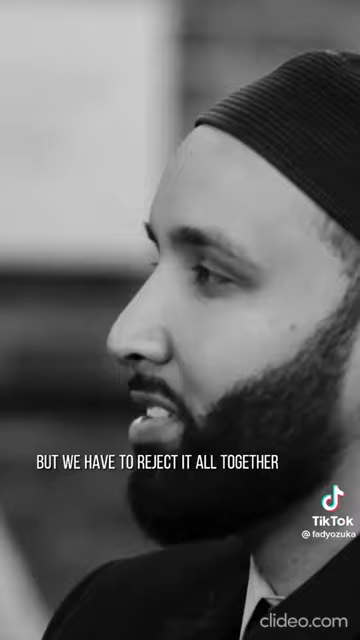 BUT WE HAVE TO REJECT IT ALL TOGETHER
TikTok
@fadyozuka
clideo.com